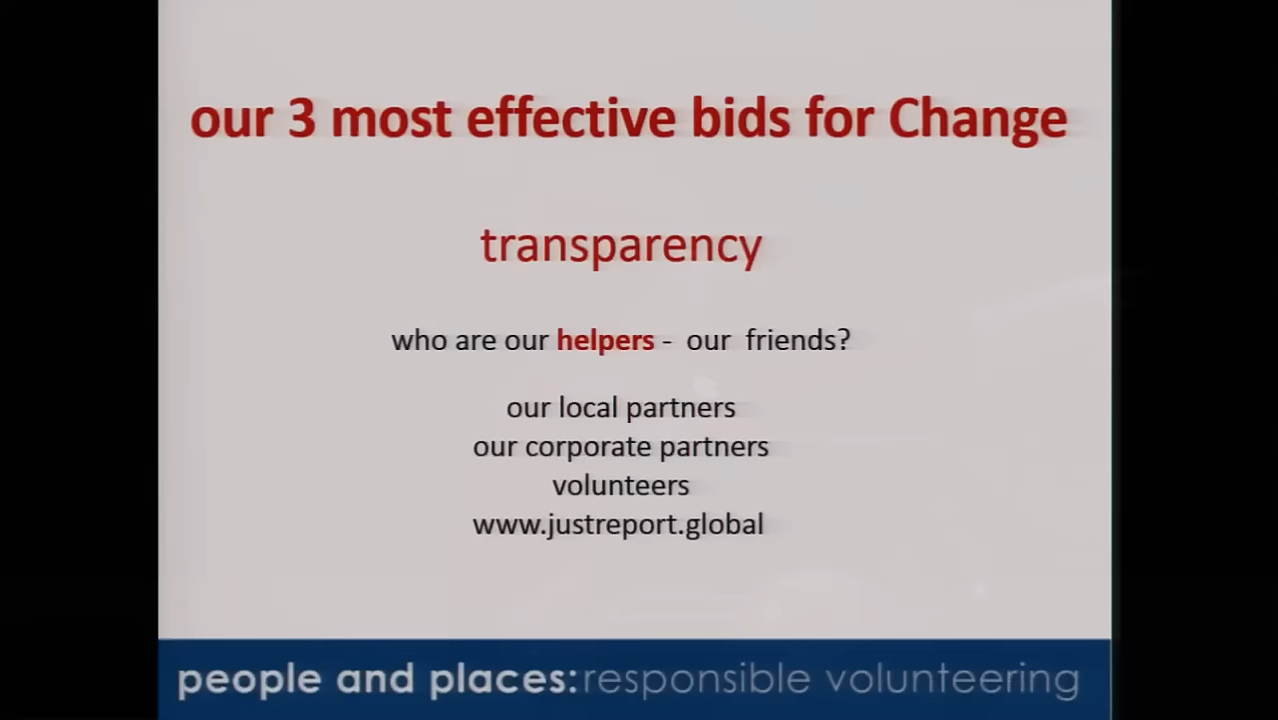 our 3 most effective bids for Change
transparency
who are our helpers - our friends?
our local partners
our corporate partners
volunteers
www.justreport.global
people and places: responsible volunteering